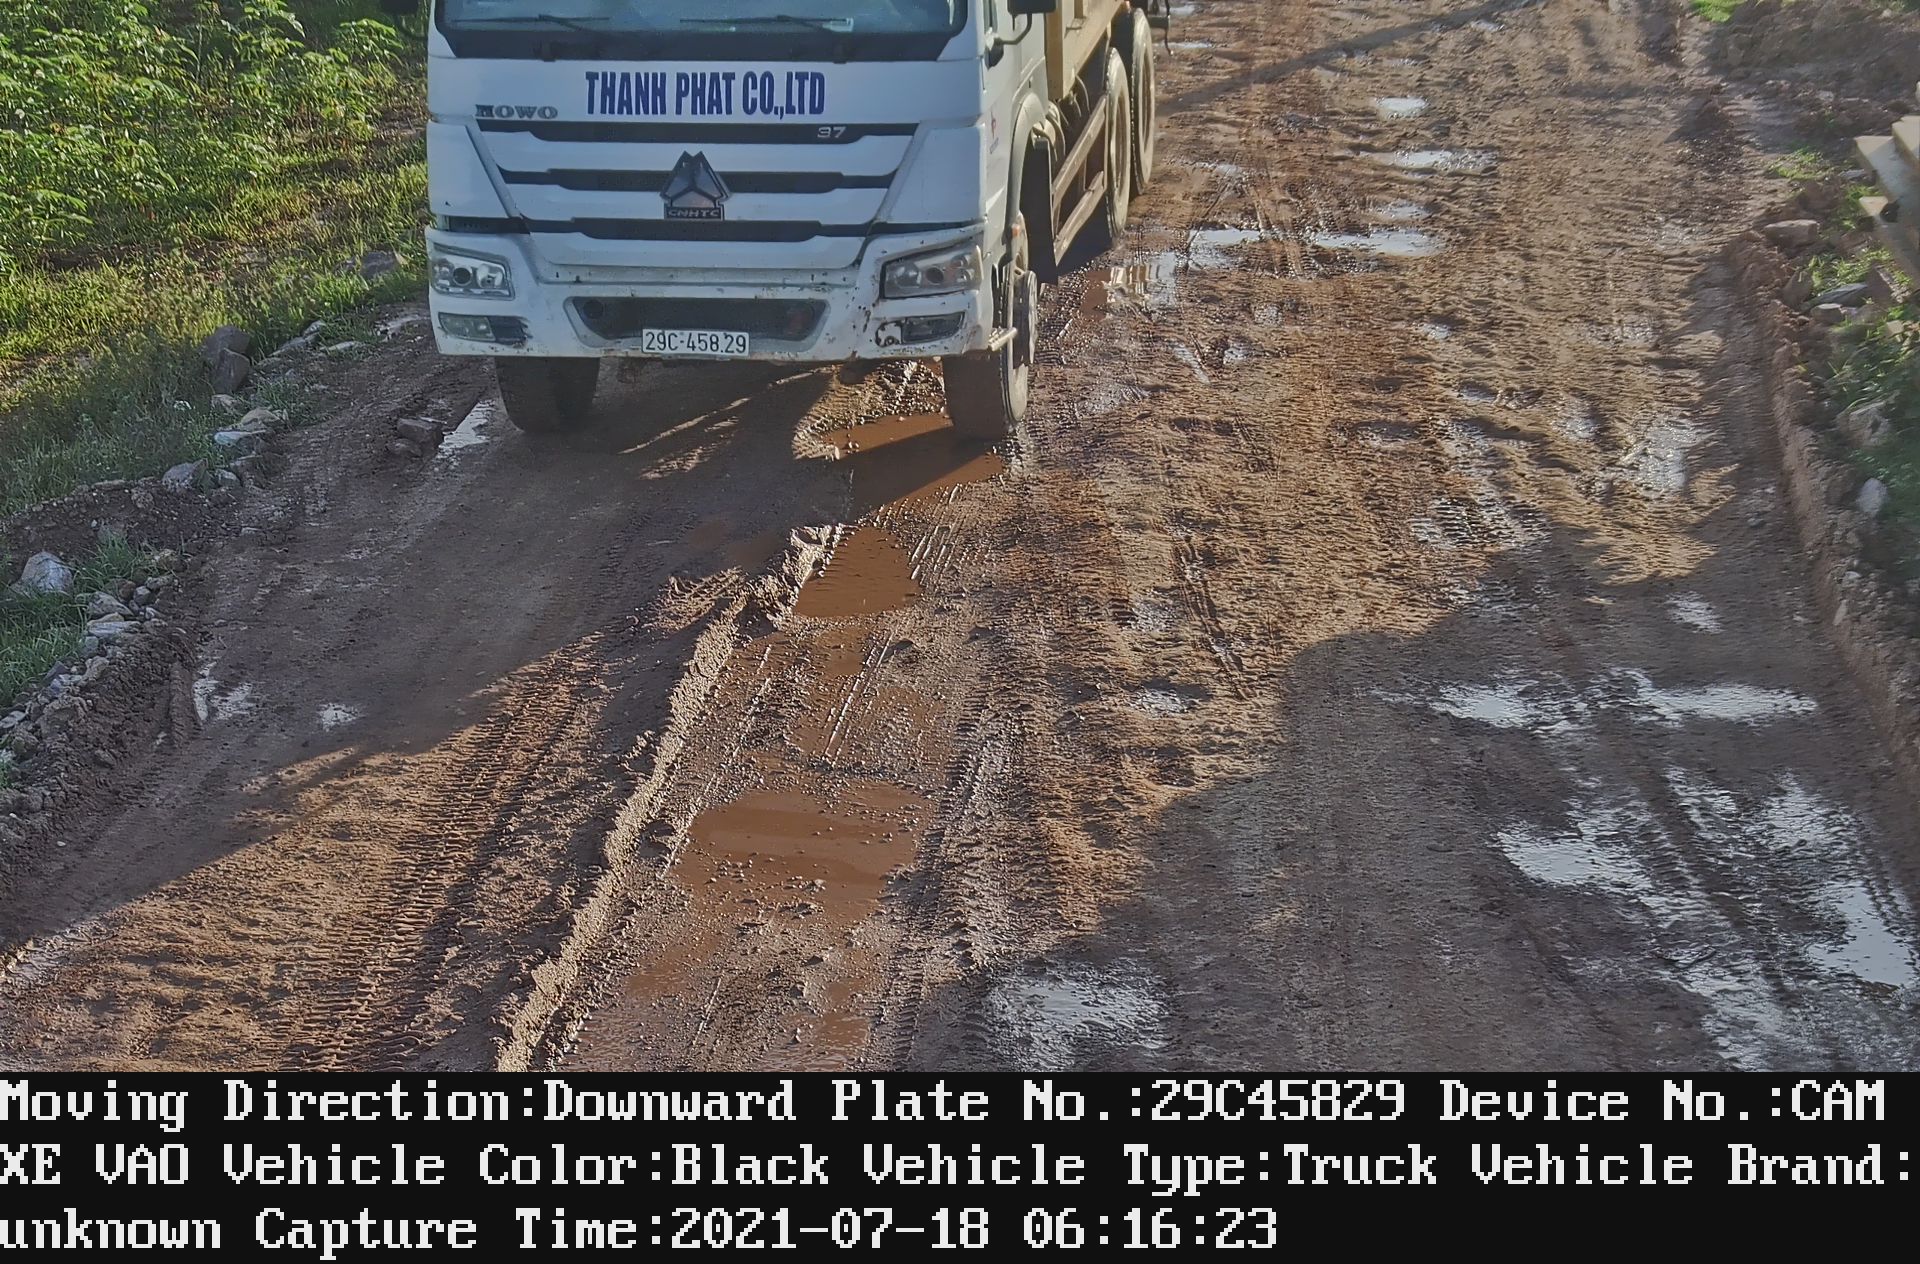 THANH PHAT CO.,LTD
HOWO
37
CNHTC
29C-458.29
Moving Direction:Downward Plate No.:29C45829 Device No.:CAM
XE VAO Vehicle Color:Black Vehicle Type:Truck Vehicle Brand:
unknown Capture Time:2021-07-18 06:16:23